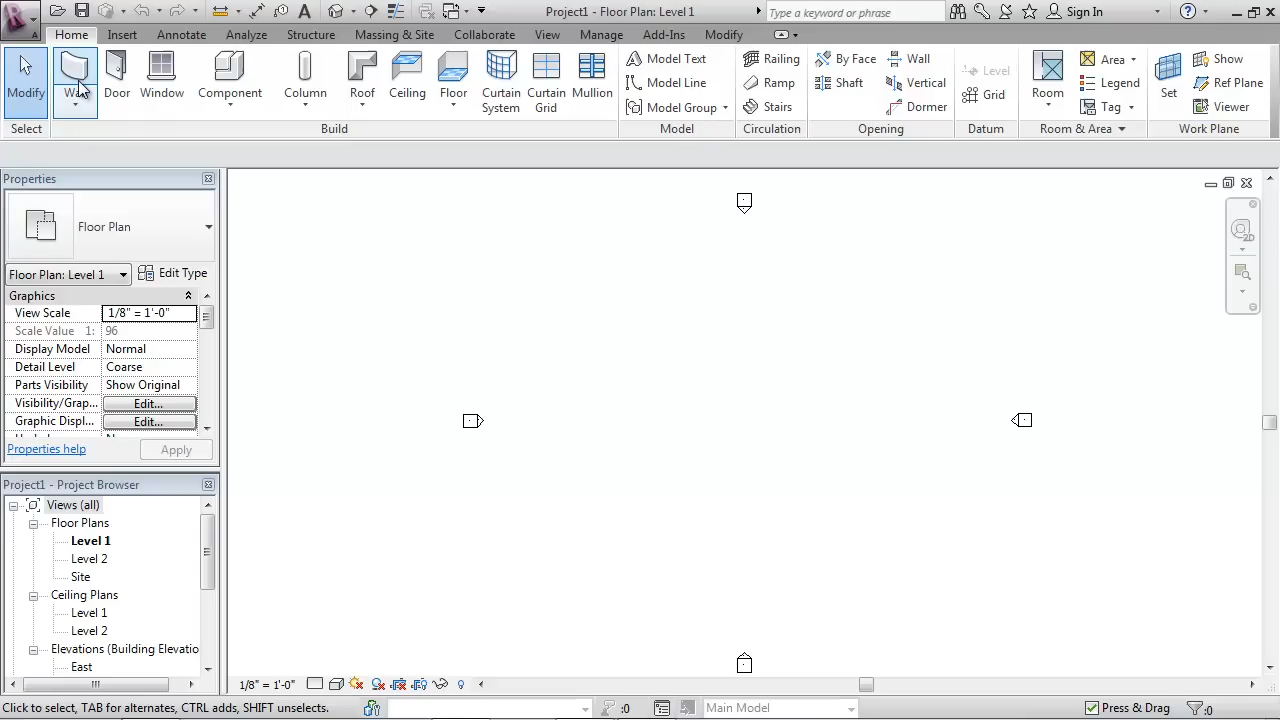 Project1 - Floor Plan: Level 1
Type a keyword or phrase
Sign In
Home Insert Annotate Analyze Structure Massing & Site Collaborate View Manage Add-Ins Modify
Modify
Wall
Door
Window
Component
Column
Roof
Ceiling
Floor
Curtain System
Curtain Grid
Mullion
Model Text
Model Line
Model Group
Railing
Ramp
Stairs
By Face
Shaft
Wall
Vertical
Dormer
Level
Grid
Room
Area
Legend
Tag
Set
Show
Ref Plane
Viewer
Select Build Model Circulation Opening Datum Room & Area Work Plane
Properties
Floor Plan
Floor Plan: Level 1 Edit Type
Graphics
View Scale 1/8" = 1'-0"
Scale Value 1: 96
Display Model Normal
Detail Level Coarse
Parts Visibility Show Original
Visibility/Grap... Edit...
Graphic Displ... Edit...
Properties help Apply
Project1 - Project Browser
Views (all)
Floor Plans
Level 1
Level 2
Site
Ceiling Plans
Level 1
Level 2
Elevations (Building Elevatio
East
2D
1/8" = 1'-0"
Click to select, TAB for alternates, CTRL adds, SHIFT unselects. :0 Main Model Press & Drag :0